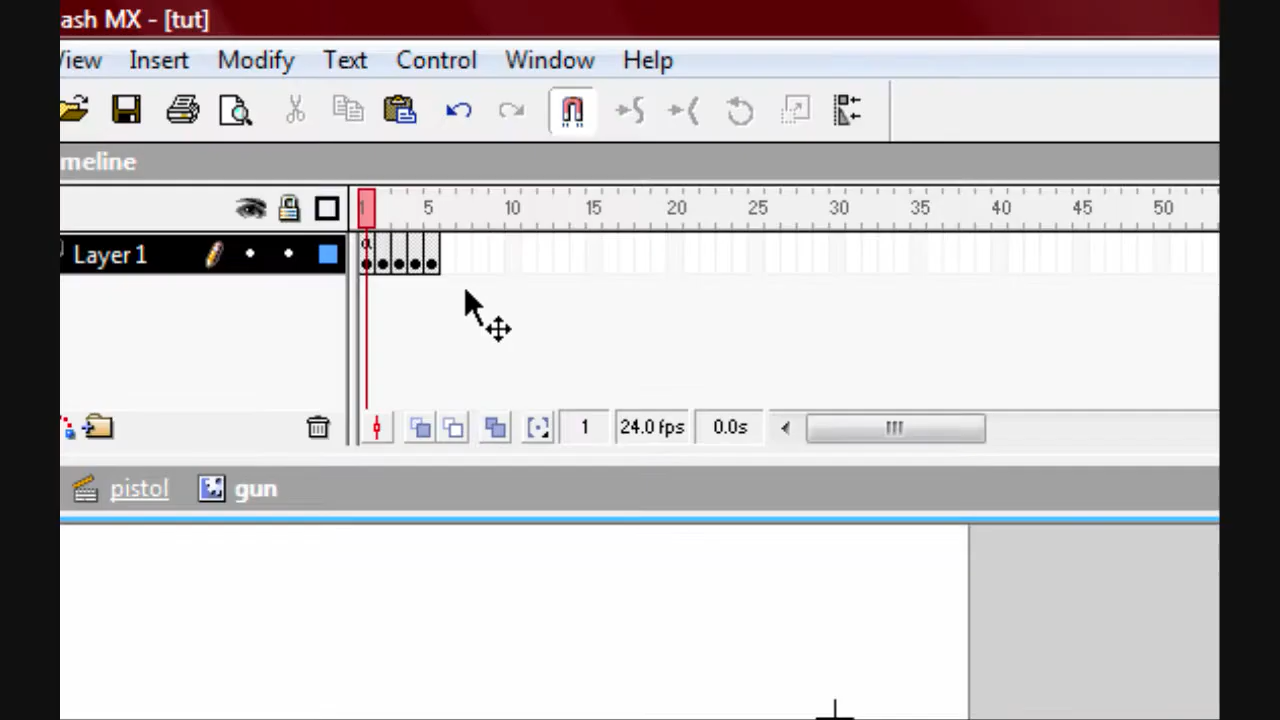 ash MX - [tut]
View Insert Modify Text Control Window Help
meline
1 5 10 15 20 25 30 35 40 45 50
Layer 1
a
1 24.0 fps 0.0s
pistol gun